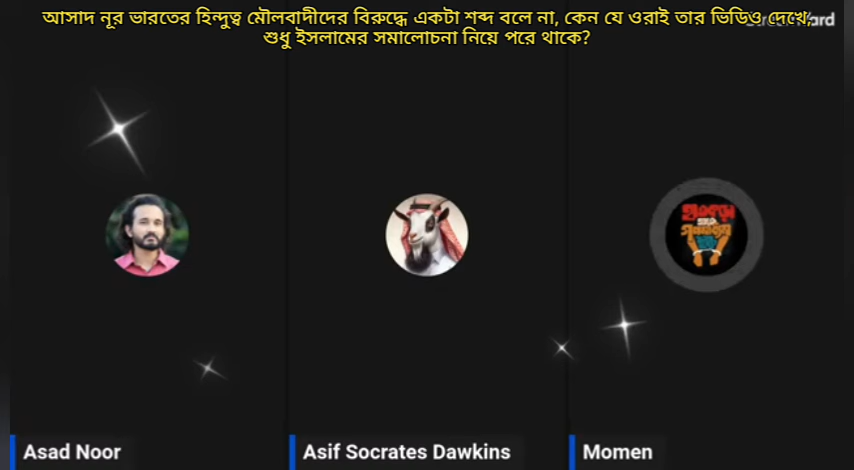 আসাদ নূর ভারতের হিন্দুত্ব মৌলবাদীদের বিরুদ্ধে একটা শব্দ বলে না, কেন যে ওরাই তার ভিডিও দেখে,
শুধু ইসলামের সমালোচনা নিয়ে পরে থাকে?
Asad Noor
Asif Socrates Dawkins
Momen